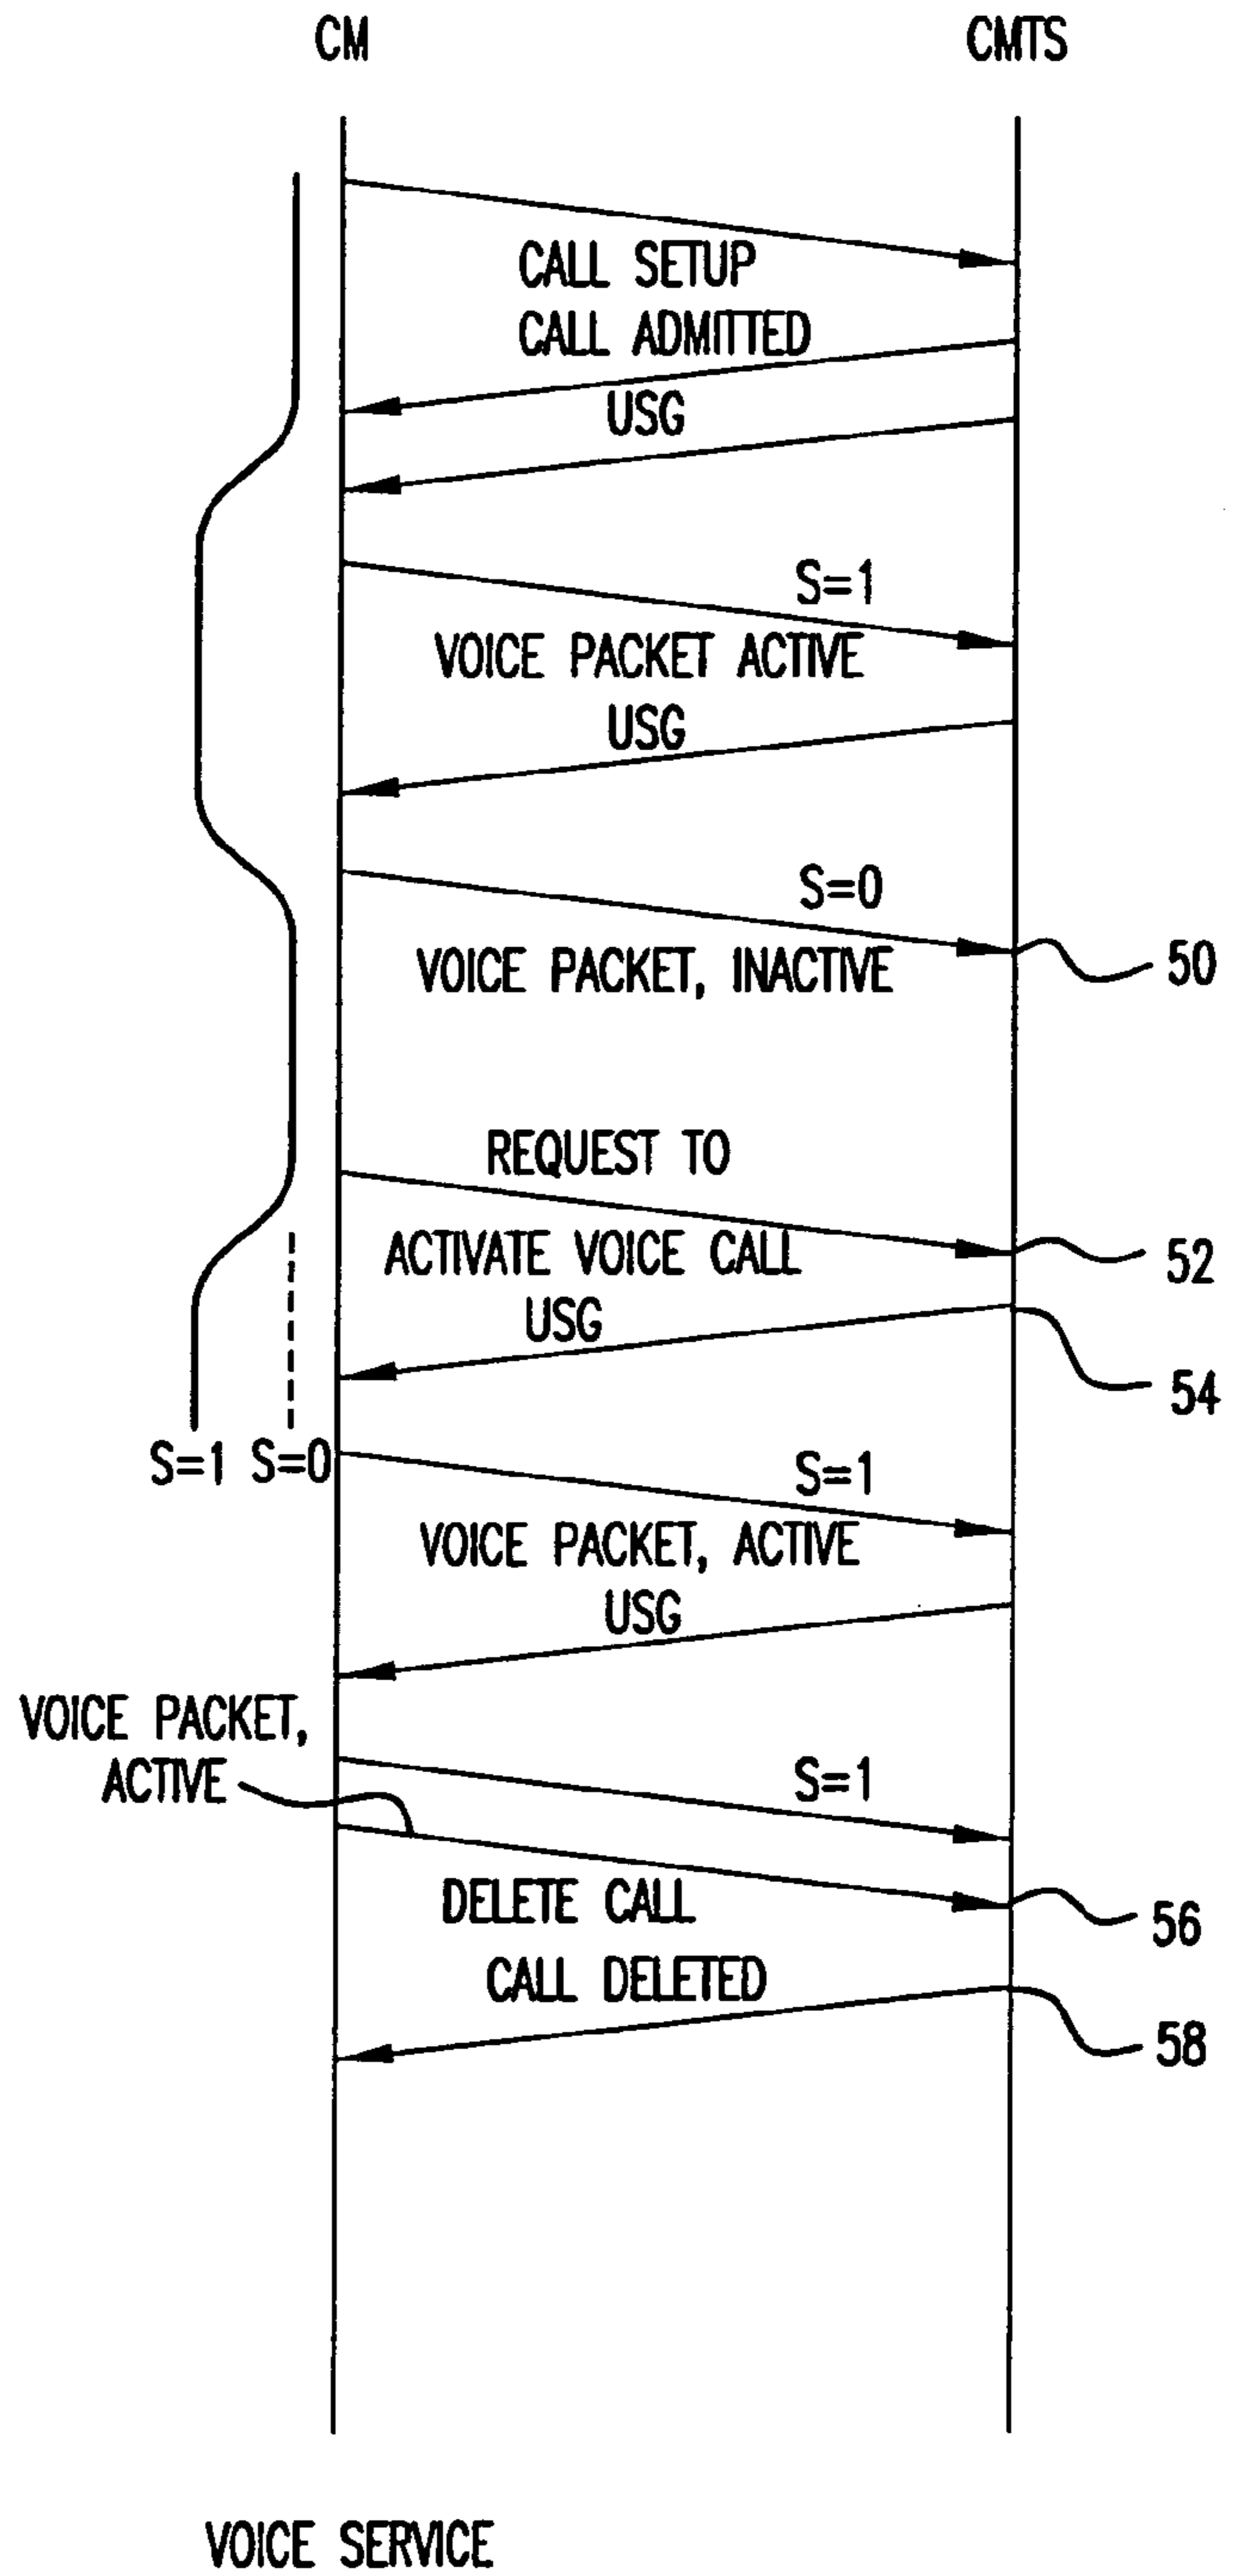 CM
CMTS
CALL SETUP
CALL ADMITTED
USG
S=1
VOICE PACKET ACTIVE
USG
S=0
VOICE PACKET, INACTIVE
50
REQUEST TO
ACTIVATE VOICE CALL
52
USG
54
S=1 S=0
S=1
VOICE PACKET, ACTIVE
USG
VOICE PACKET,
ACTIVE
S=1
DELETE CALL
56
CALL DELETED
58
VOICE SERVICE